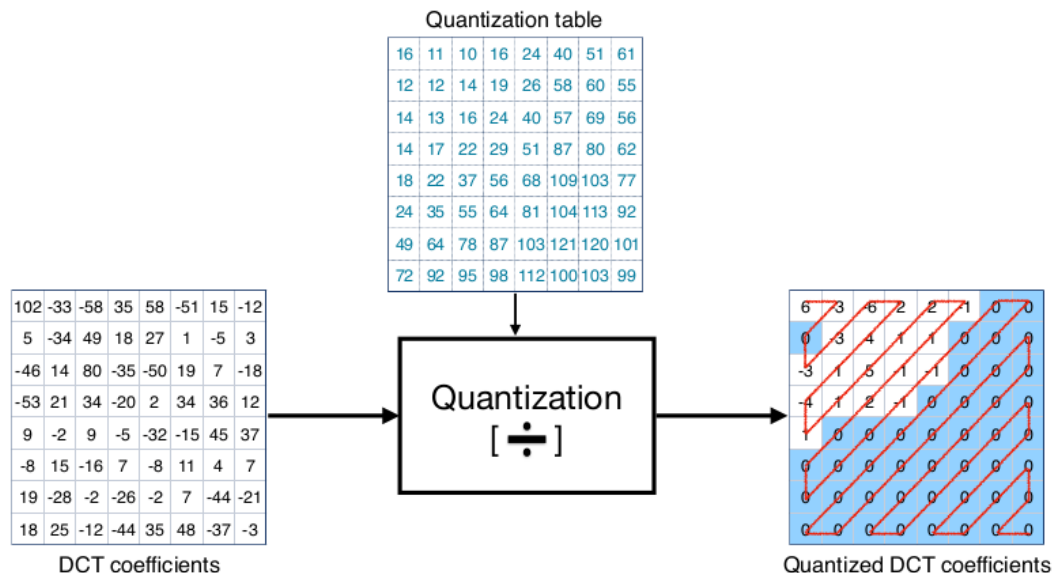 Quantization table
16 11 10 16 24 40 51 61
12 12 14 19 26 58 60 55
14 13 16 24 40 57 69 56
14 17 22 29 51 87 80 62
18 22 37 56 68 109 103 77
24 35 55 64 81 104 113 92
49 64 78 87 103 121 120 101
72 92 95 98 112 100 103 99
102 -33 -58 35 58 -51 15 -12
5 -34 49 18 27 1 -5 3
-46 14 80 -35 -50 19 7 -18
-53 21 34 -20 2 34 36 12
9 -2 9 -5 -32 -15 45 37
-8 15 -16 7 -8 11 4 7
19 -28 -2 -26 -2 7 -44 -21
18 25 -12 -44 35 48 -37 -3
DCT coefficients
Quantization
[ ÷ ]
6 -3 -6 2 2 -1 0 0
0 -3 4 1 1 0 0 0
-3 1 5 -1 -1 0 0 0
-4 1 2 -1 0 0 0 0
1 0 0 0 0 0 0 0
0 0 0 0 0 0 0 0
0 0 0 0 0 0 0 0
0 0 0 0 0 0 0 0
Quantized DCT coefficients